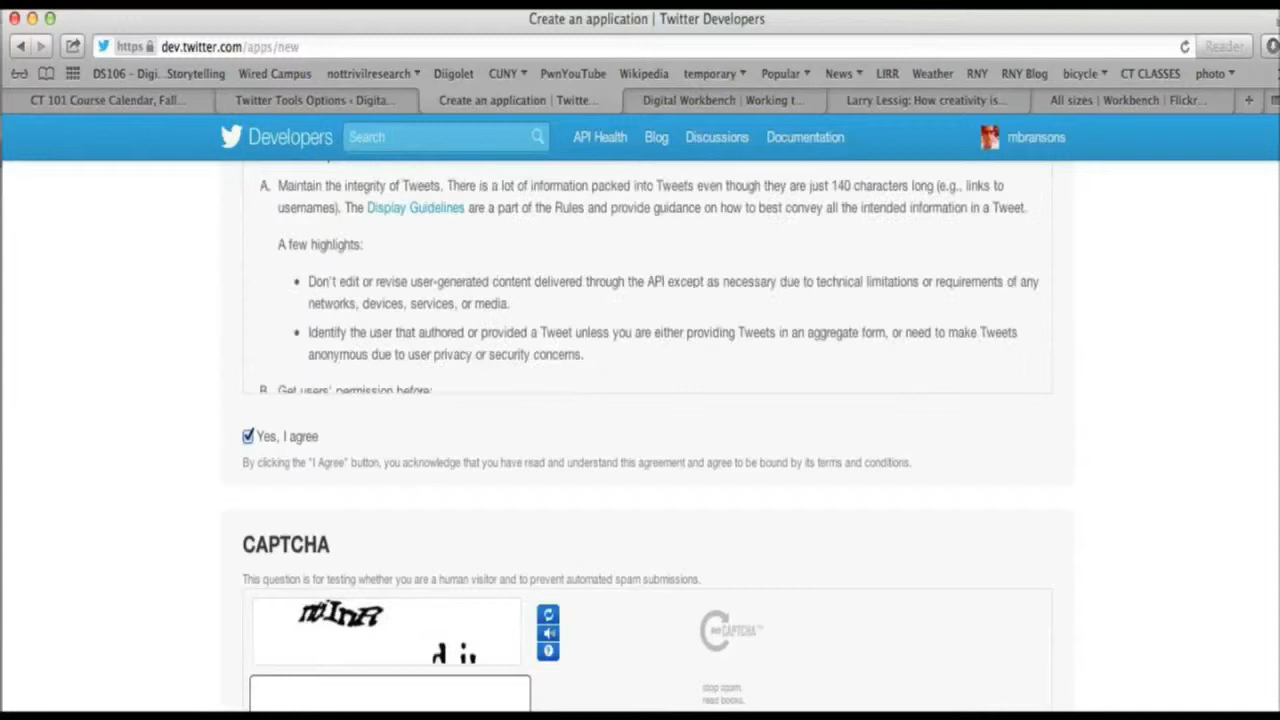 Create an application | Twitter Developers
https dev.twitter.com/apps/new Reader
DS106 - Digi...Storytelling Wired Campus nottrivilresearch Diigolet CUNY PwnYouTube Wikipedia temporary Popular News LIRR Weather RNY RNY Blog bicycle CT CLASSES photo
CT 101 Course Calendar, Fall... Twitter Tools Options ‹ Digita... Create an application | Twitte... Digital Workbench | Working t... Larry Lessig: How creativity is... All sizes | Workbench | Flickr... +
Developers Search API Health Blog Discussions Documentation mbransons
A. Maintain the integrity of Tweets. There is a lot of information packed into Tweets even though they are just 140 characters long (e.g., links to
usernames). The Display Guidelines are a part of the Rules and provide guidance on how to best convey all the intended information in a Tweet.
A few highlights:
• Don't edit or revise user-generated content delivered through the API except as necessary due to technical limitations or requirements of any
networks, devices, services, or media.
• Identify the user that authored or provided a Tweet unless you are either providing Tweets in an aggregate form, or need to make Tweets
anonymous due to user privacy or security concerns.
B. Get users' permission before:
Yes, I agree
By clicking the "I Agree" button, you acknowledge that you have read and understand this agreement and agree to be bound by its terms and conditions.
CAPTCHA
This question is for testing whether you are a human visitor and to prevent automated spam submissions.
stop spam.
read books.